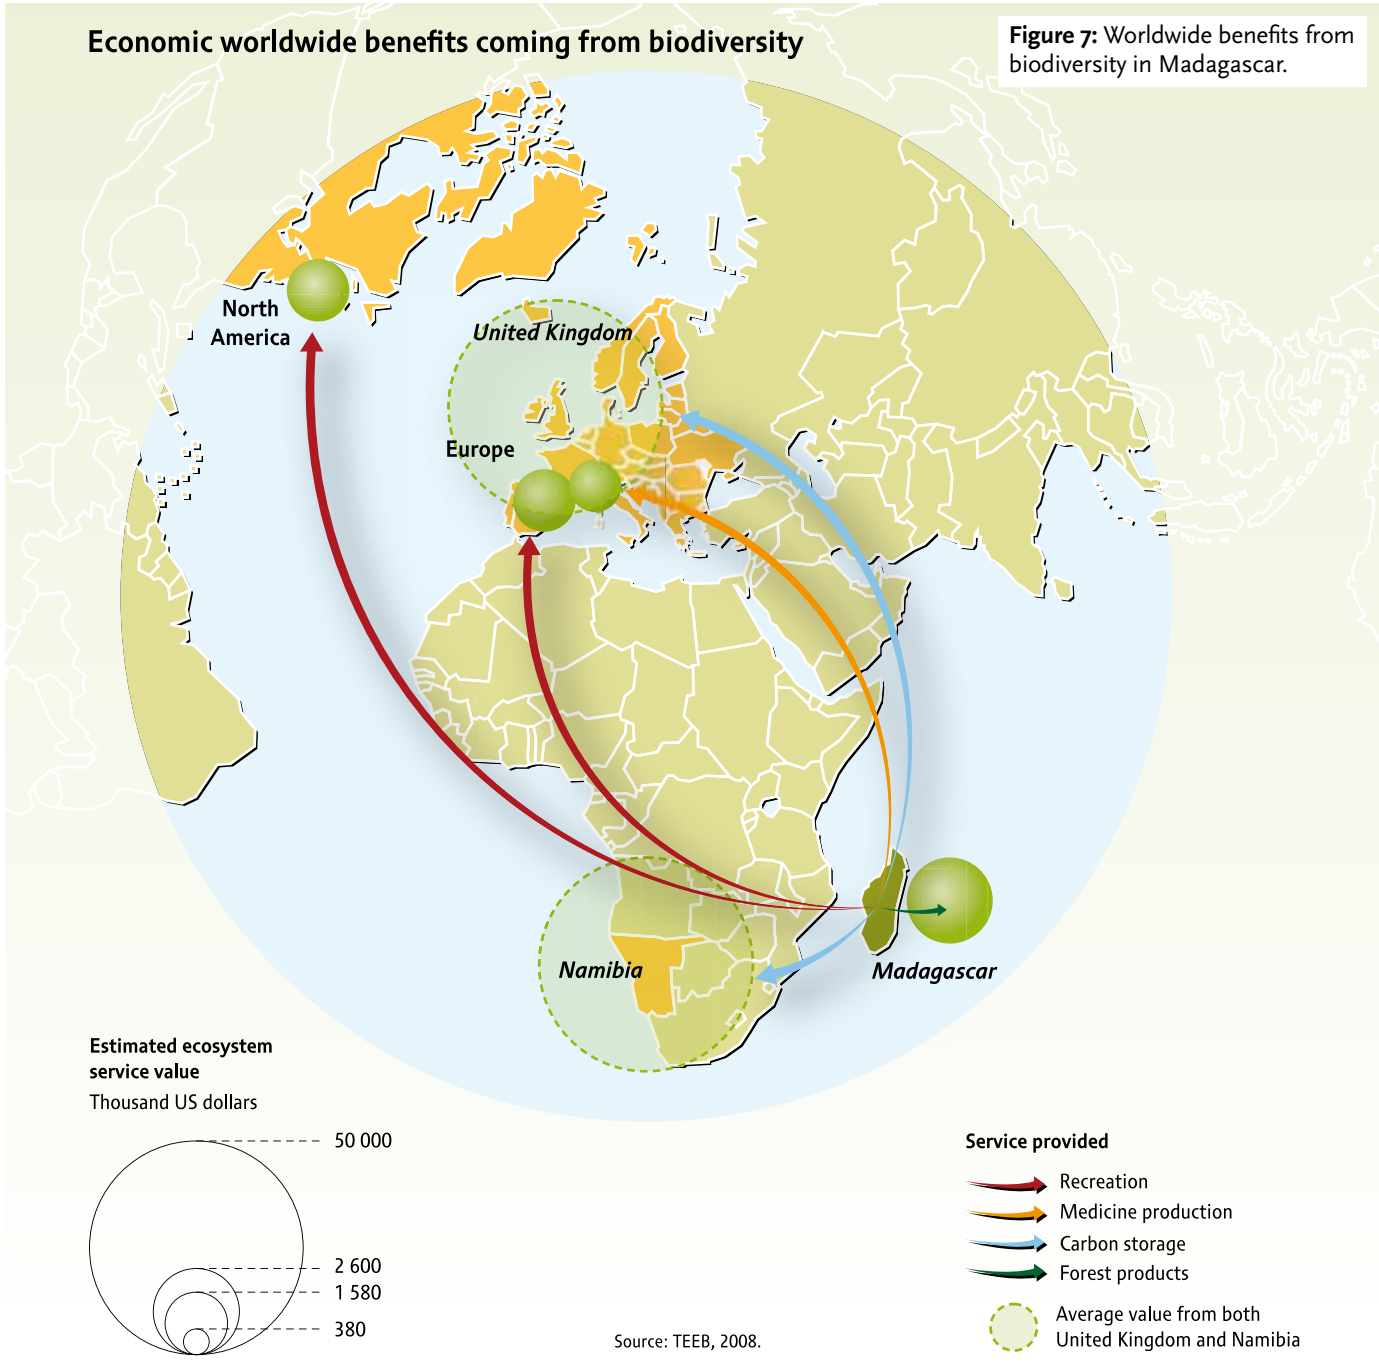 Economic worldwide benefits coming from biodiversity
Figure 7: Worldwide benefits from
biodiversity in Madagascar.
North
America
United Kingdom
Europe
Namibia
Madagascar
Estimated ecosystem
service value
Thousand US dollars
50 000
2 600
1 580
380
Service provided
Recreation
Medicine production
Carbon storage
Forest products
Average value from both
United Kingdom and Namibia
Source: TEEB, 2008.